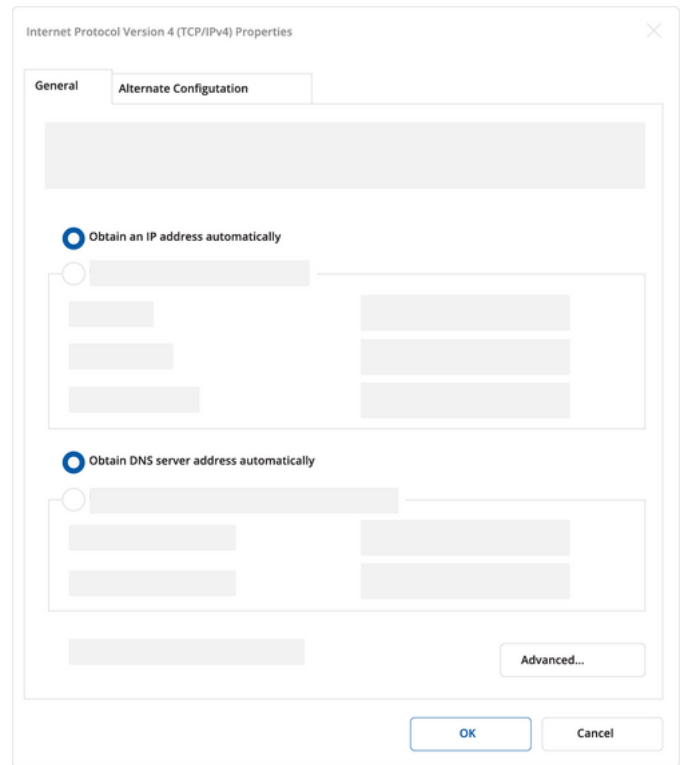 Internet Protocol Version 4 (TCP/IPv4) Properties
General
Alternate Configutation
Obtain an IP address automatically
Obtain DNS server address automatically
Advanced...
OK
Cancel